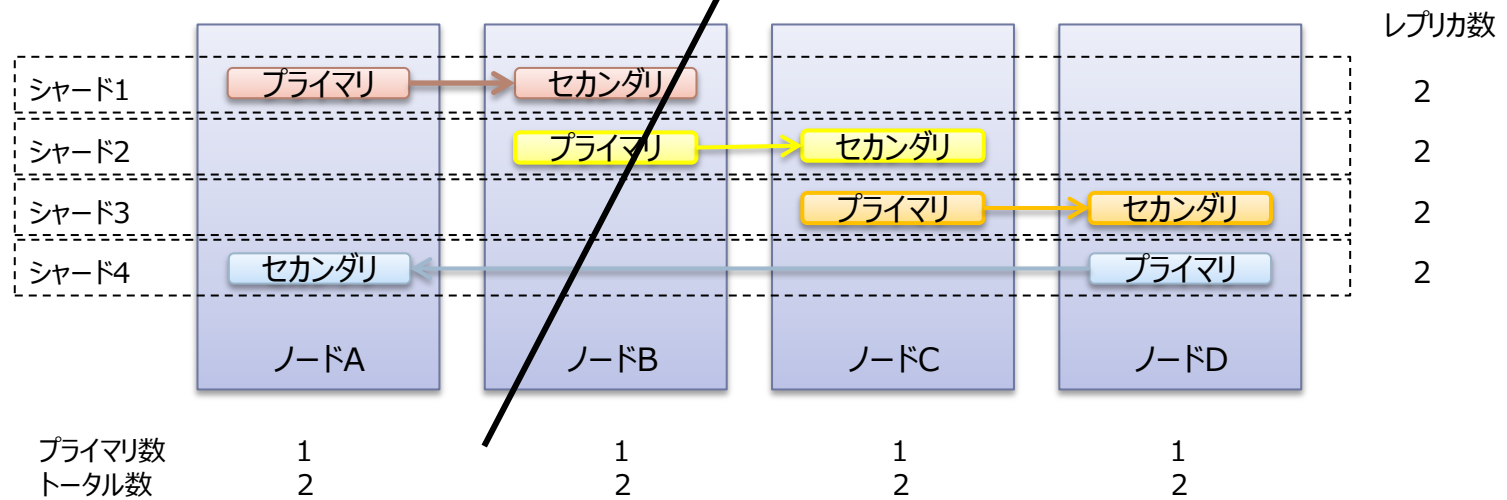 レプリカ数
シャード1 プライマリ セカンダリ 2
シャード2 プライマリ セカンダリ 2
シャード3 プライマリ セカンダリ 2
シャード4 セカンダリ プライマリ 2
ノードA ノードB ノードC ノードD
プライマリ数 1 1 1 1
トータル数 2 2 2 2